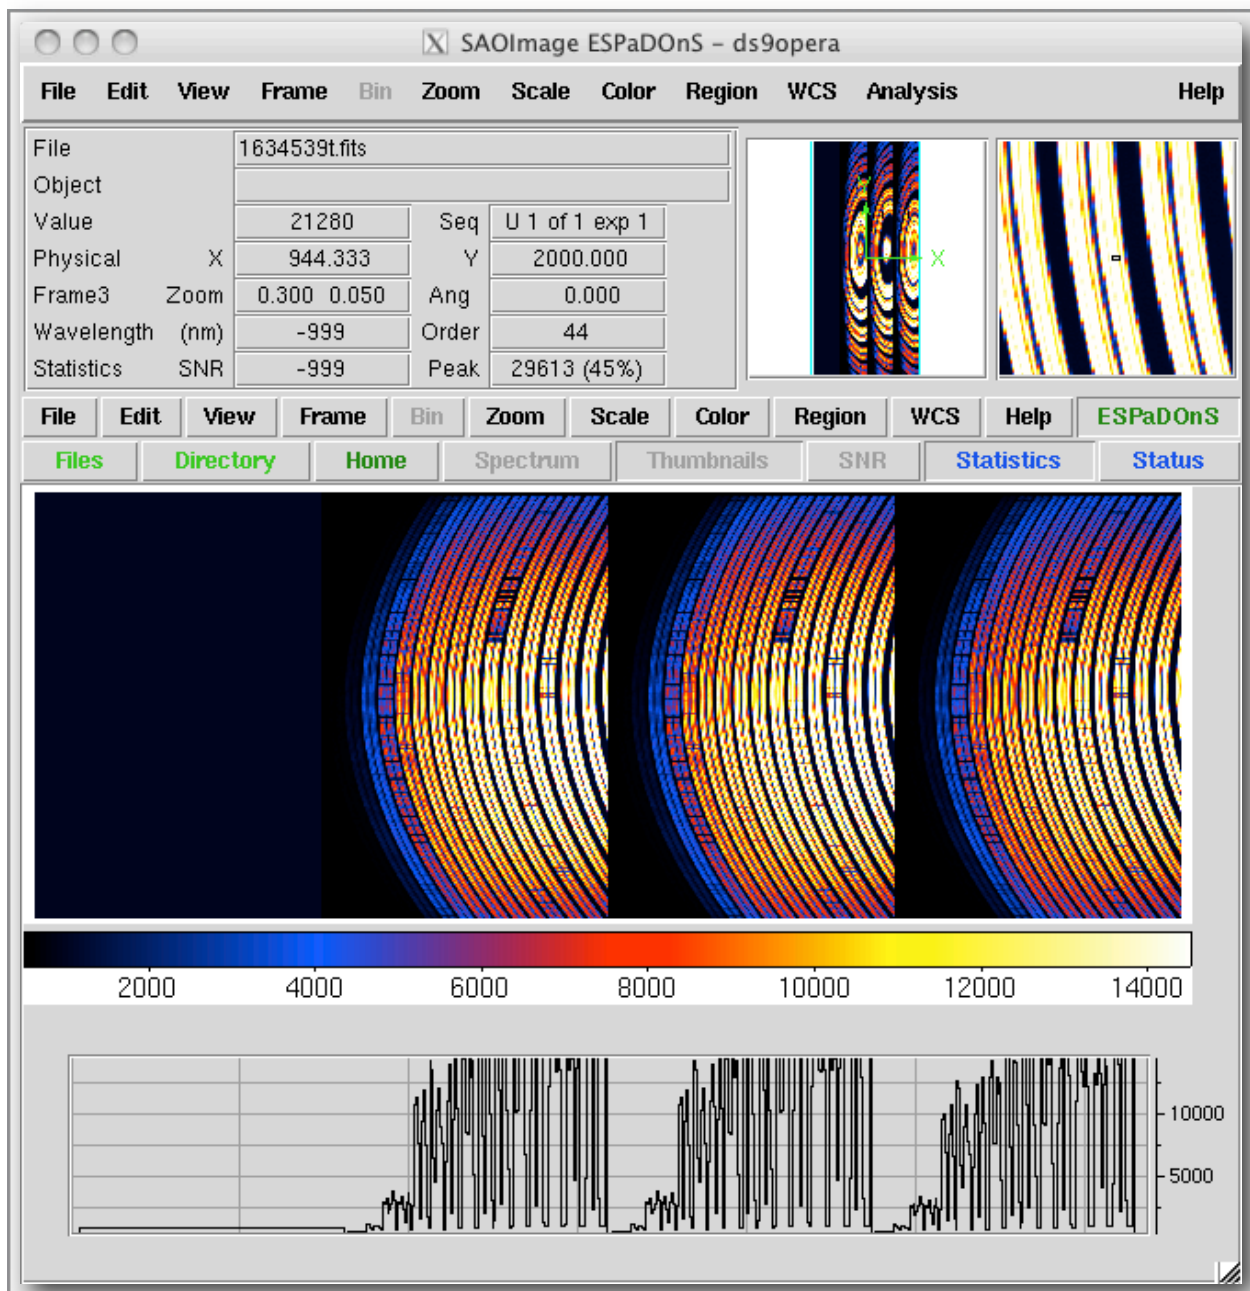 SAOImage ESPaDOnS – ds9opera
File Edit View Frame Bin Zoom Scale Color Region WCS Analysis Help
File 1634539t.fits
Object
Value 21280 Seq U 1 of 1 exp 1
Physical X 944.333 Y 2000.000
Frame3 Zoom 0.300 0.050 Ang 0.000
Wavelength (nm) -999 Order 44
Statistics SNR -999 Peak 29613 (45%)
Y
X
File Edit View Frame Bin Zoom Scale Color Region WCS Help ESPaDOnS
Files Directory Home Spectrum Thumbnails SNR Statistics Status
2000 4000 6000 8000 10000 12000 14000
10000
5000